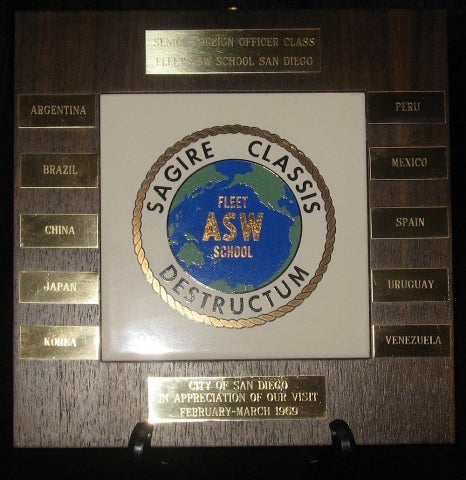 SENIOR FOREIGN OFFICER CLASS
FLEET ASW SCHOOL SAN DIEGO
ARGENTINA
BRAZIL
CHINA
JAPAN
KOREA
SAGIRE CLASSIS
FLEET
ASW
SCHOOL
DESTRUCTUM
PERU
MEXICO
SPAIN
URUGUAY
VENEZUELA
CITY OF SAN DIEGO
IN APPRECIATION OF OUR VISIT
FEBRUARY-MARCH 1969